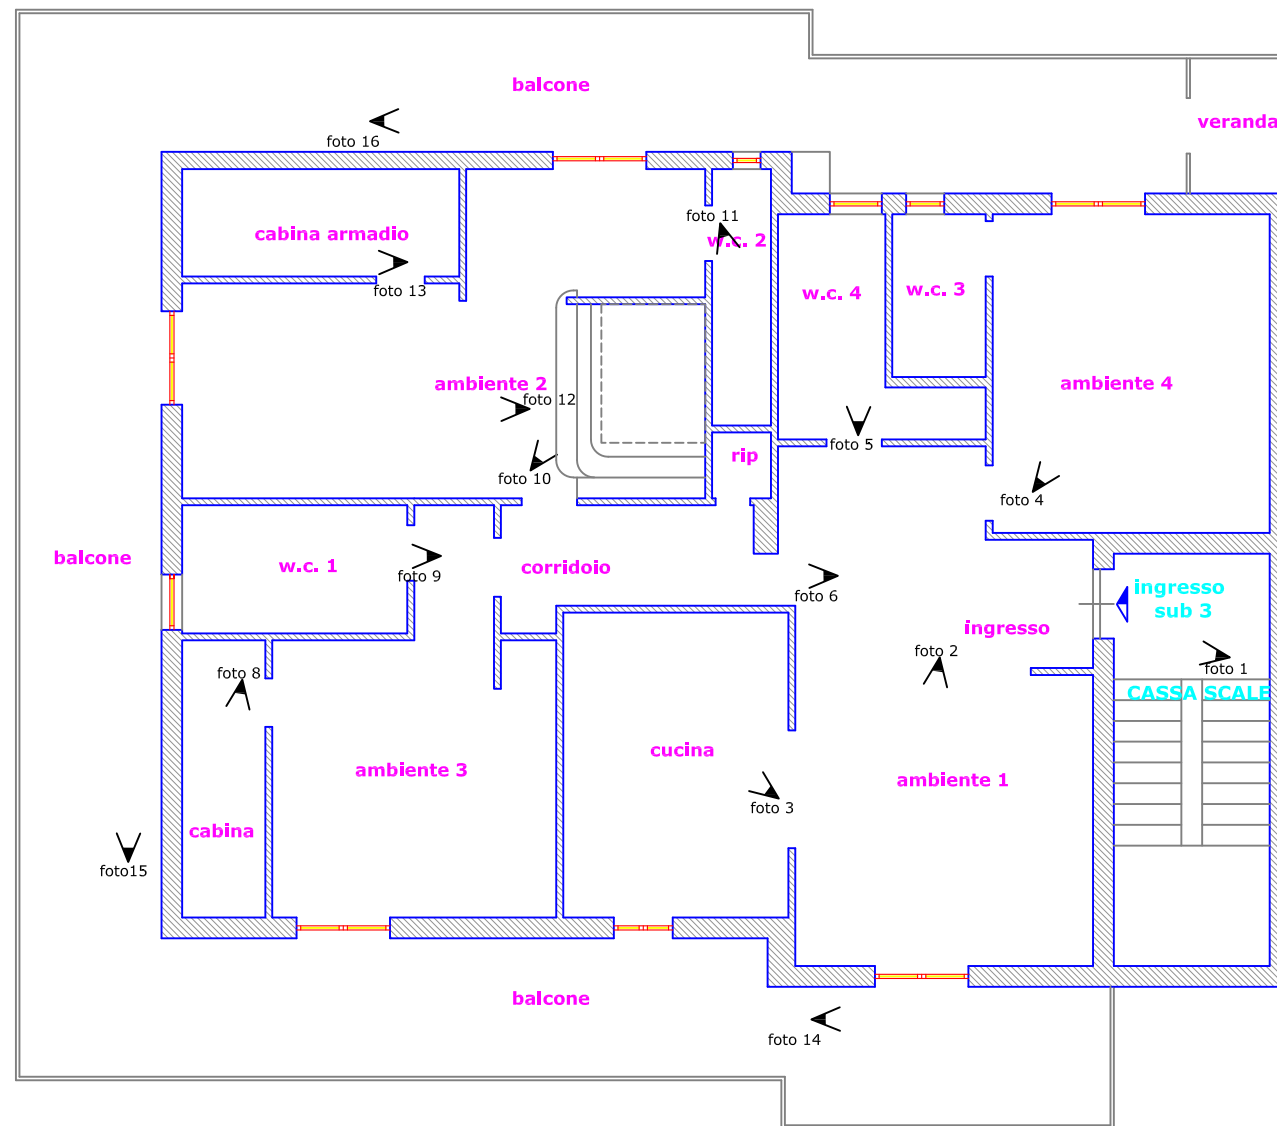 balcone
veranda
foto 16
foto 11
cabina armadio
w.c. 2
foto 13
w.c. 4
w.c. 3
ambiente 2
ambiente 4
foto 12
foto 5
rip
foto 10
foto 4
balcone
w.c. 1
foto 9
corridoio
foto 6
ingresso
sub 3
ingresso
foto 2
foto 1
foto 8
CASSA SCALE
cucina
ambiente 3
ambiente 1
foto 3
cabina
foto15
balcone
foto 14